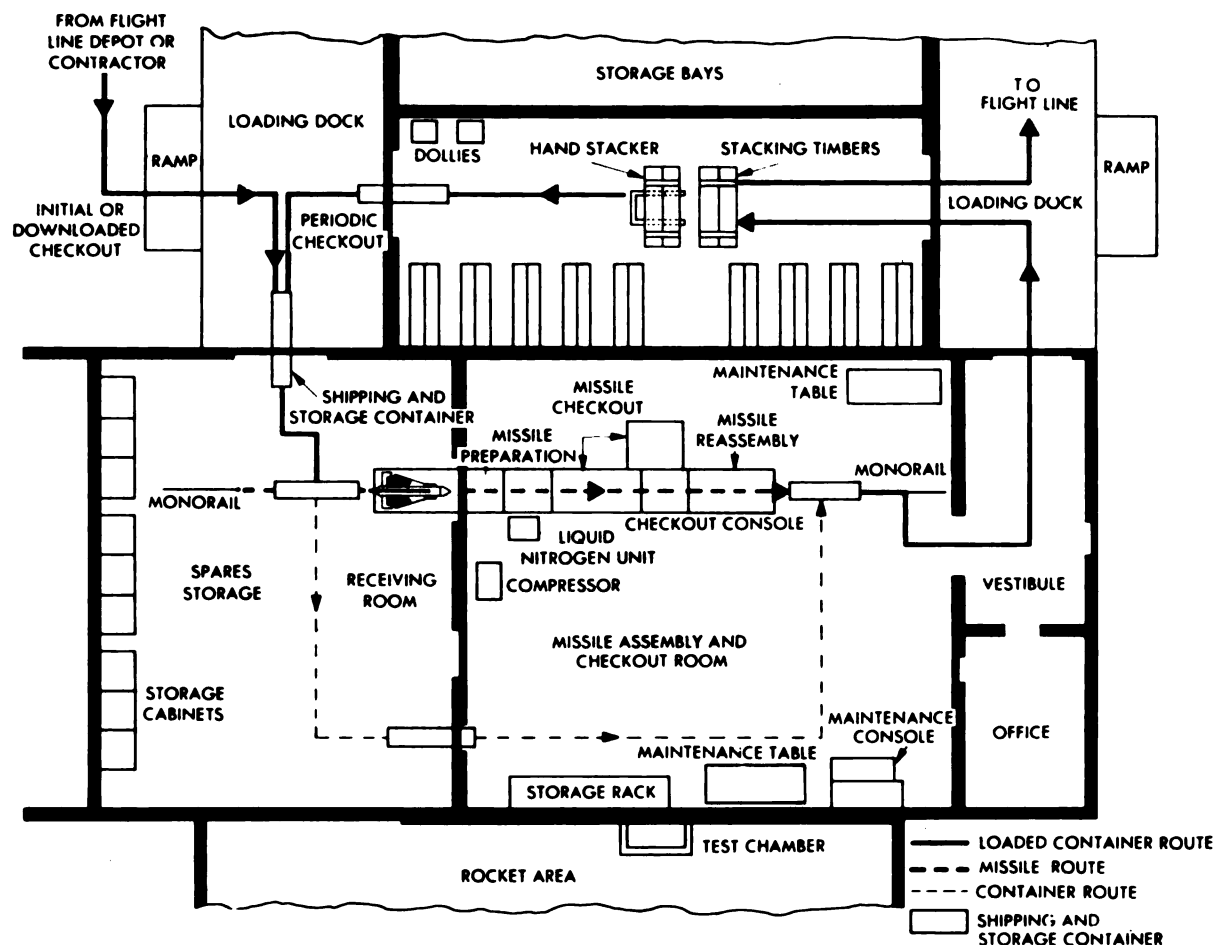 FROM FLIGHT
LINE DEPOT OR
CONTRACTOR
STORAGE BAYS
TO
FLIGHT LINE
LOADING DOCK
DOLLIES
HAND STACKER
STACKING TIMBERS
RAMP
RAMP
INITIAL OR
DOWNLOADED
CHECKOUT
PERIODIC
CHECKOUT
LOADING DOCK
SHIPPING AND
STORAGE CONTAINER
MISSILE
CHECKOUT
MAINTENANCE
TABLE
MISSILE
PREPARATION
MISSILE
REASSEMBLY
MONORAIL
MONORAIL
CHECKOUT CONSOLE
LIQUID
NITROGEN UNIT
SPARES
STORAGE
RECEIVING
ROOM
COMPRESSOR
VESTIBULE
MISSILE ASSEMBLY AND
CHECKOUT ROOM
STORAGE
CABINETS
MAINTENANCE
CONSOLE
OFFICE
MAINTENANCE TABLE
STORAGE RACK
TEST CHAMBER
ROCKET AREA
LOADED CONTAINER ROUTE
MISSILE ROUTE
CONTAINER ROUTE
SHIPPING AND
STORAGE CONTAINER